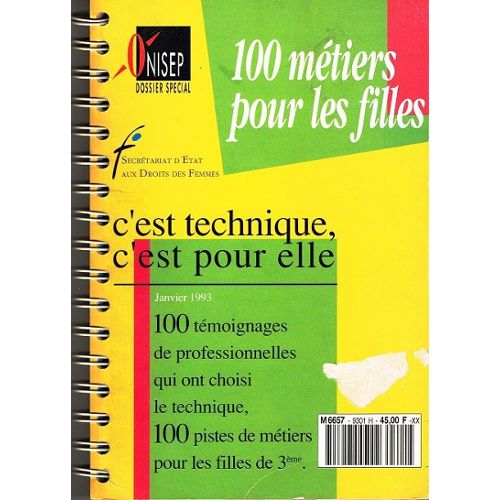 ONISEP
DOSSIER SPECIAL
100 métiers
pour les filles
SECRÉTARIAT D'ETAT
AUX DROITS DES FEMMES
c'est technique,
c'est pour elle
Janvier 1993
100 témoignages
de professionnelles
qui ont choisi
le technique,
100 pistes de métiers
pour les filles de 3ème.
M6657 - 9301 H - 45,00 F -XX